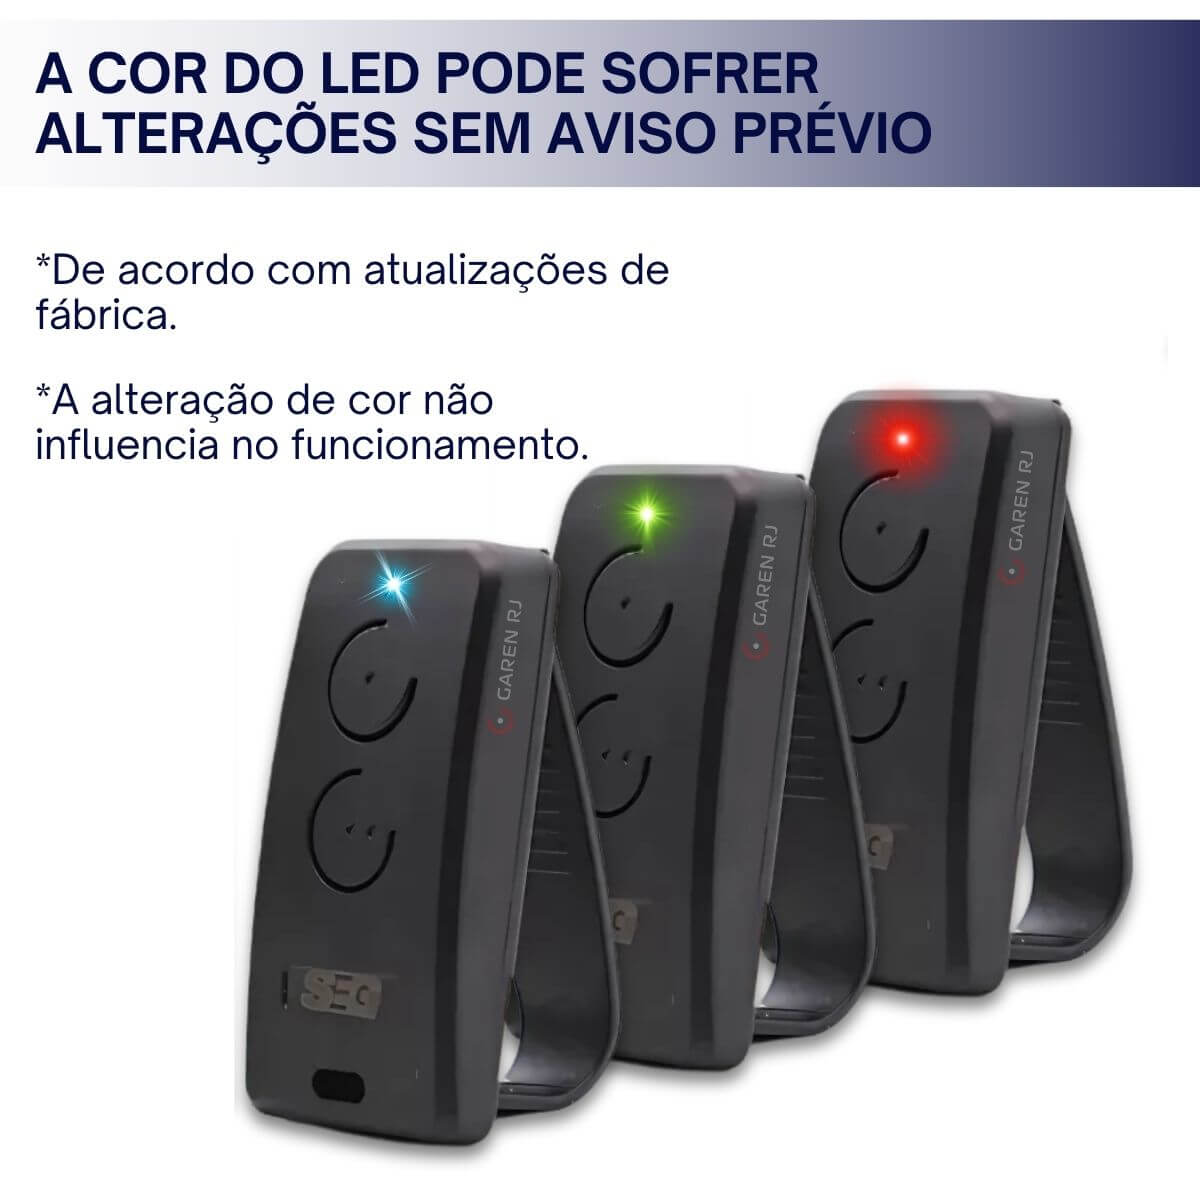 A COR DO LED PODE SOFRER
ALTERAÇÕES SEM AVISO PRÉVIO
*De acordo com atualizações de
fábrica.
*A alteração de cor não
influencia no funcionamento.
GAREN RJ
GAREN RJ
GAREN RJ
SEG
G
G